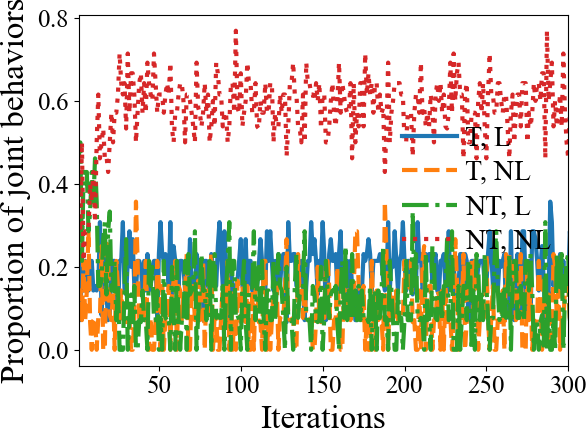 Proportion of joint behaviors
0.8
0.6
0.4
0.2
0.0
T, L
T, NL
NT, L
NT, NL
50 100 150 200 250 300
Iterations